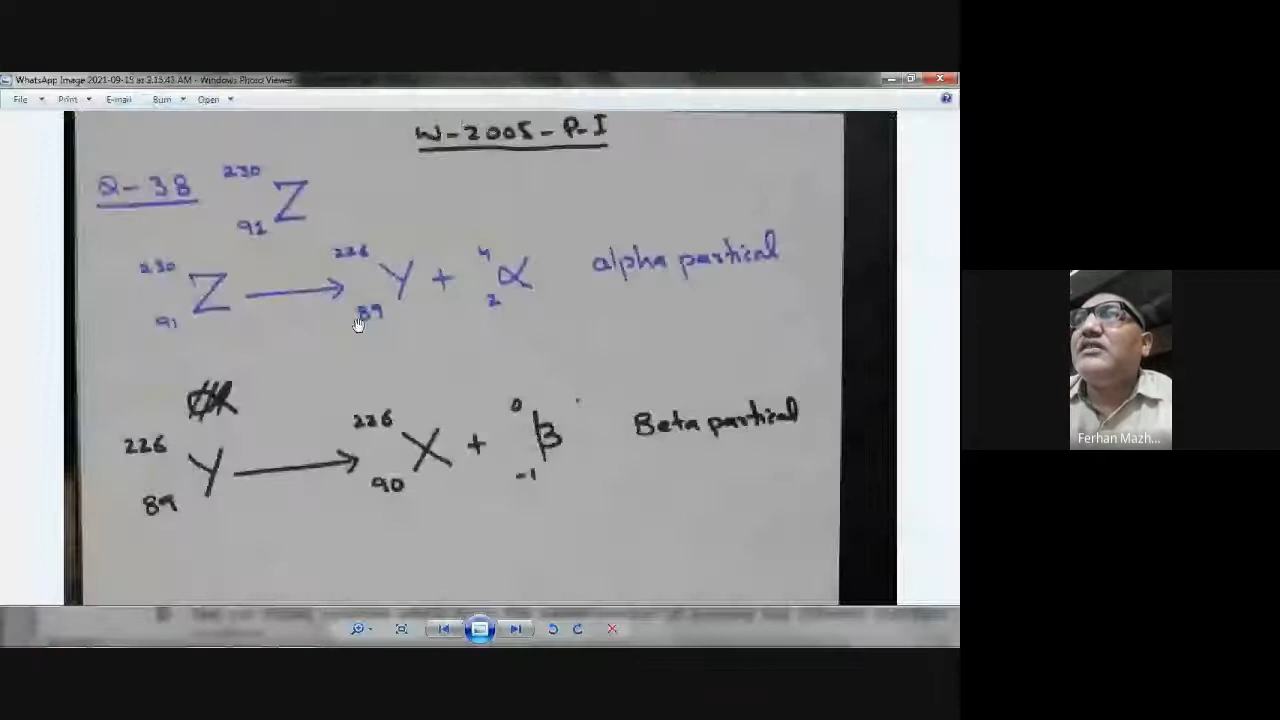 WhatsApp Image 2021-09-15 at 2.15.43 AM - Windows Photo Viewer
File Print E-mail Burn Open
W-2005-P-I
Q-38 230 91 Z
230 91 Z → 226 89 Y + 4 2 α alpha partical
226 89 Y → 226 90 X + 0 -1 β Beta partical
Ferhan Mazh...